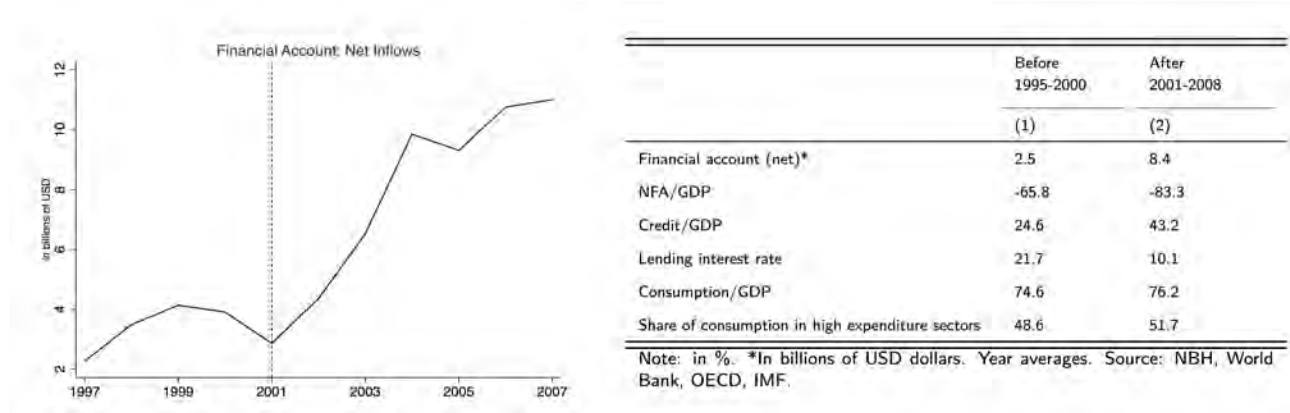 Financial Account: Net Inflows
in billions of USD
12
10
8
6
4
2
1997 1999 2001 2003 2005 2007
Before After
1995-2000 2001-2008
(1) (2)
Financial account (net)* 2.5 8.4
NFA/GDP -65.8 -83.3
Credit/GDP 24.6 43.2
Lending interest rate 21.7 10.1
Consumption/GDP 74.6 76.2
Share of consumption in high expenditure sectors 48.6 51.7
Note: in %. *In billions of USD dollars. Year averages. Source: NBH, World
Bank, OECD, IMF.